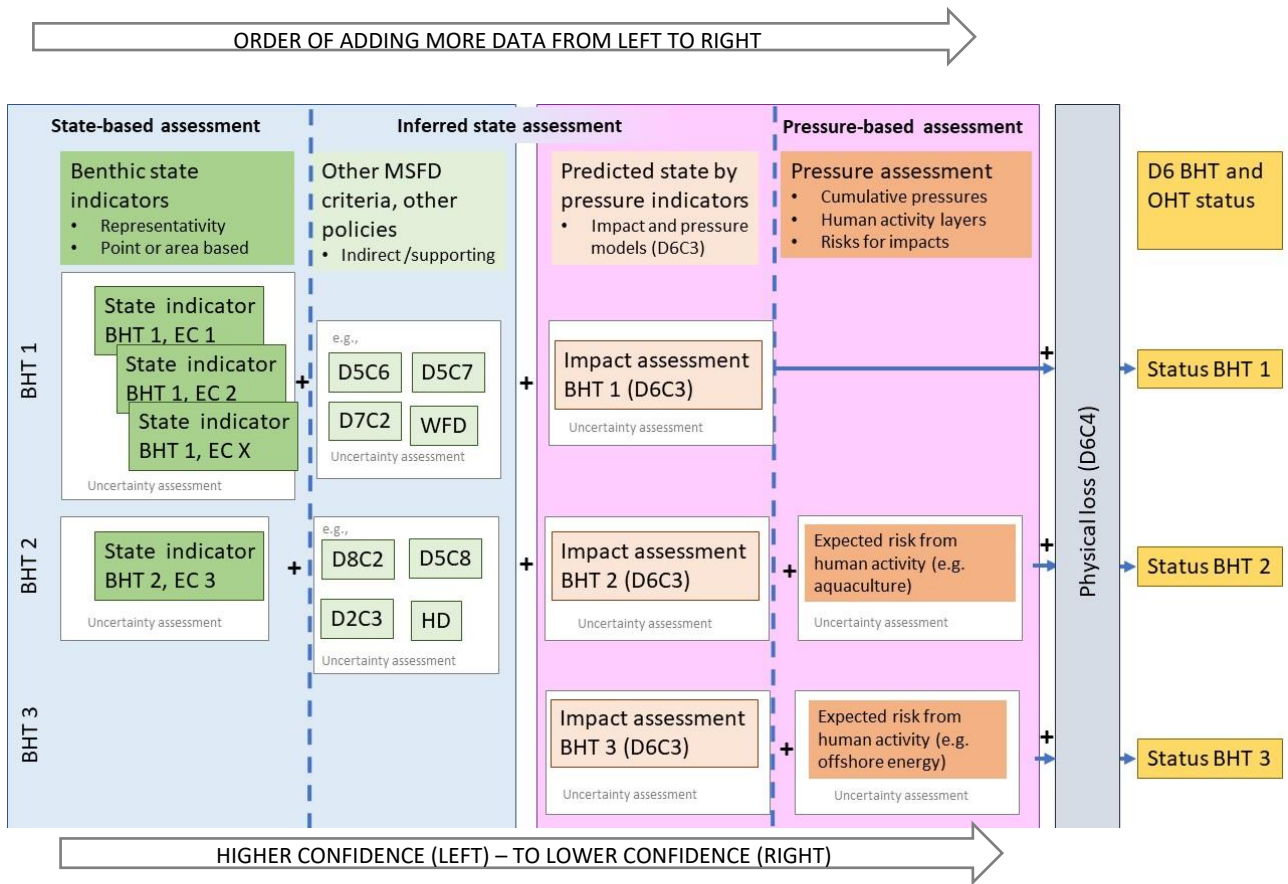 ORDER OF ADDING MORE DATA FROM LEFT TO RIGHT
State-based assessment
Inferred state assessment
Pressure-based assessment
Benthic state
indicators
• Representativity
• Point or area based
Other MSFD
criteria, other
policies
• Indirect /supporting
Predicted state by
pressure indicators
• Impact and pressure
models (D6C3)
Pressure assessment
• Cumulative pressures
• Human activity layers
• Risks for impacts
D6 BHT and
OHT status
BHT 1
State indicator
BHT 1, EC 1
State indicator
BHT 1, EC 2
State indicator
BHT 1, EC X
Uncertainty assessment
+
e.g.,
D5C6
D5C7
D7C2
WFD
Uncertainty assessment
+
Impact assessment
BHT 1 (D6C3)
Uncertainty assessment
+
Physical loss (D6C4)
Status BHT 1
BHT 2
State indicator
BHT 2, EC 3
Uncertainty assessment
+
e.g.,
D8C2
D5C8
D2C3
HD
Uncertainty assessment
+
Impact assessment
BHT 2 (D6C3)
Uncertainty assessment
+
Expected risk from
human activity (e.g.
aquaculture)
Uncertainty assessment
+
Status BHT 2
BHT 3
Impact assessment
BHT 3 (D6C3)
Uncertainty assessment
+
Expected risk from
human activity (e.g.
offshore energy)
Uncertainty assessment
+
Status BHT 3
HIGHER CONFIDENCE (LEFT) – TO LOWER CONFIDENCE (RIGHT)